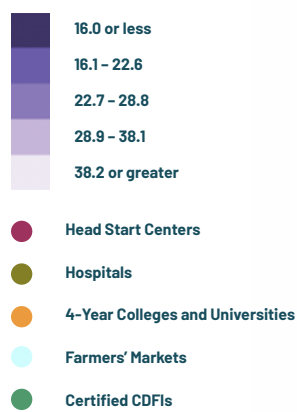 16.0 or less
16.1 – 22.6
22.7 – 28.8
28.9 – 38.1
38.2 or greater
Head Start Centers
Hospitals
4-Year Colleges and Universities
Farmers’ Markets
Certified CDFIs